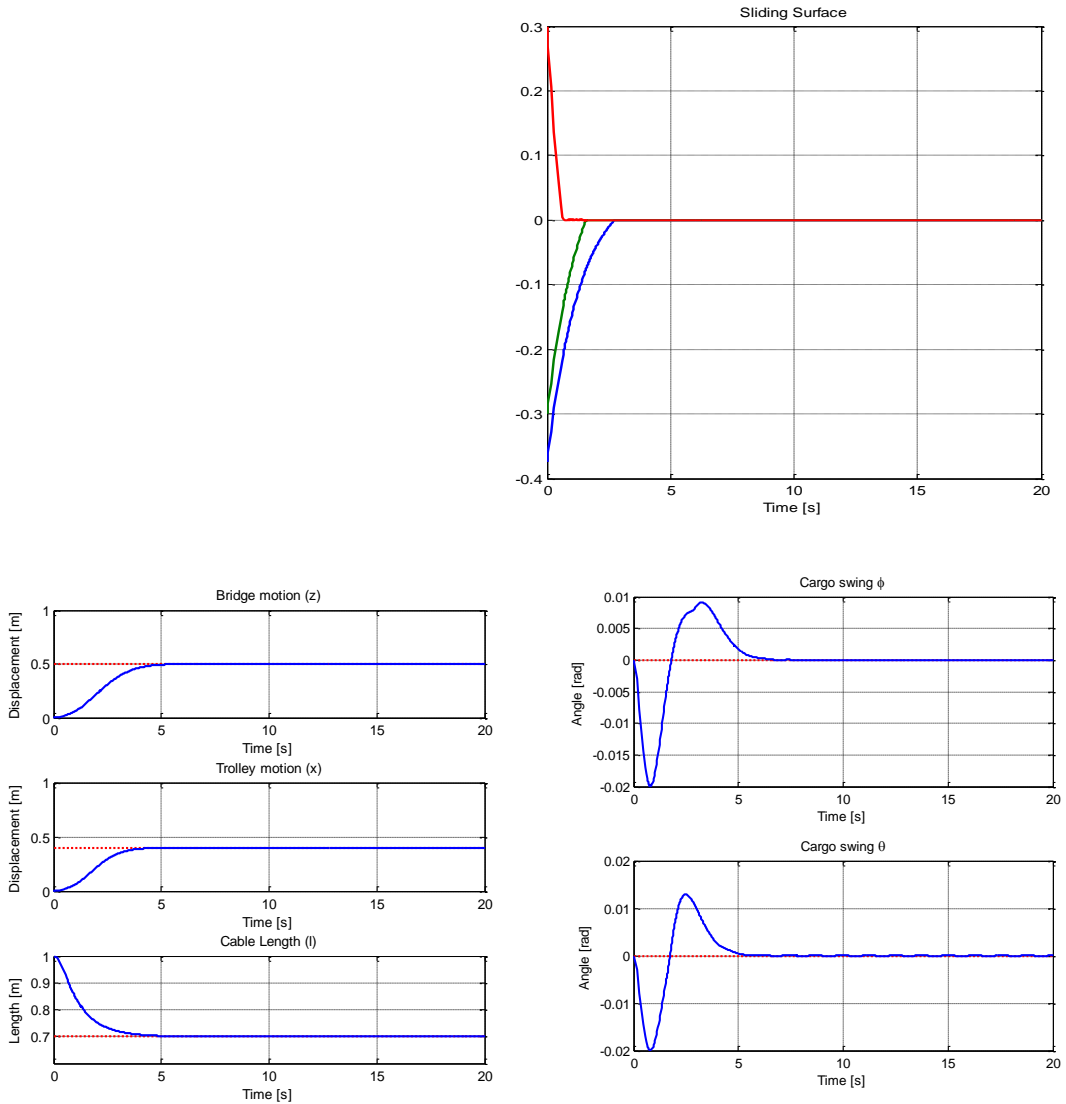 Sliding Surface
0.3
0.2
0.1
0
-0.1
-0.2
-0.3
-0.4
0 5 10 15 20
Time [s]
Bridge motion (z)
Displacement [m]
1
0.5
0
0 5 10 15 20
Time [s]
Trolley motion (x)
Displacement [m]
1
0.5
0
0 5 10 15 20
Time [s]
Cable Length (l)
Length [m]
1
0.9
0.8
0.7
0 5 10 15 20
Time [s]
Cargo swing ϕ
Angle [rad]
0.01
0.005
0
-0.005
-0.01
-0.015
-0.02
0 5 10 15 20
Time [s]
Cargo swing θ
Angle [rad]
0.02
0.01
0
-0.01
-0.02
0 5 10 15 20
Time [s]